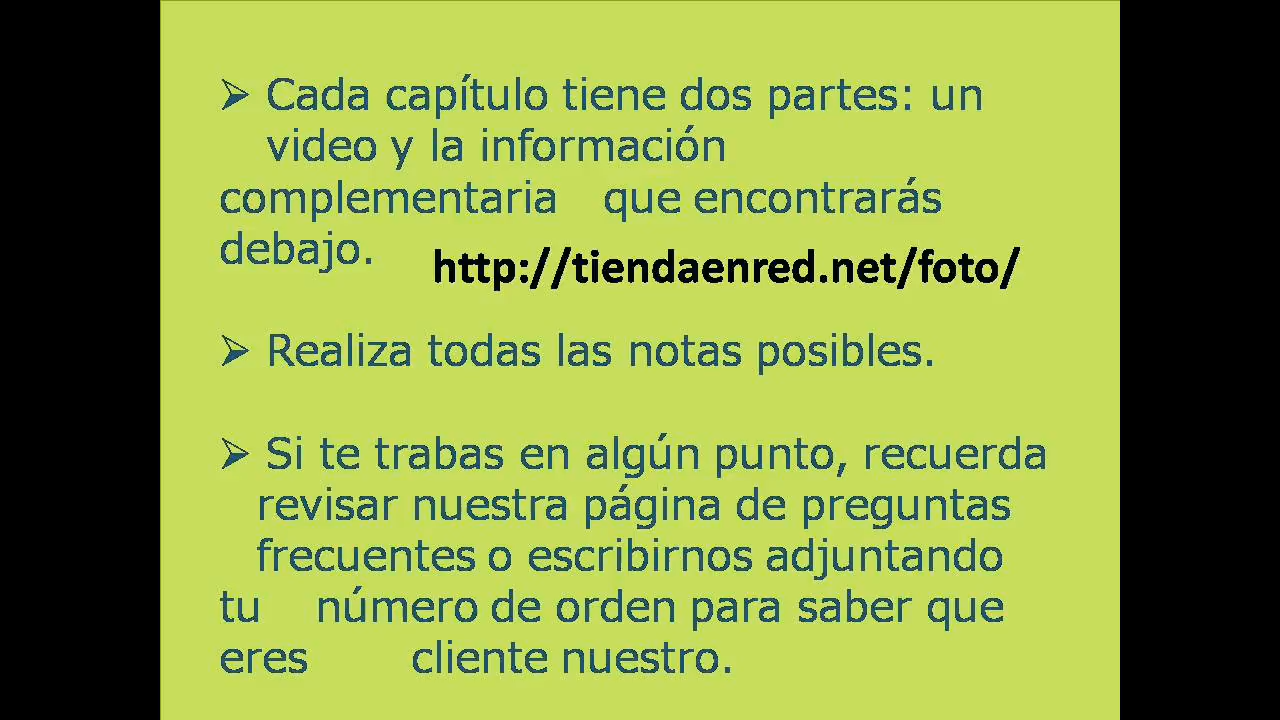 ➢ Cada capítulo tiene dos partes: un
video y la información
complementaria que encontrarás
debajo.
http://tiendaenred.net/foto/
➢ Realiza todas las notas posibles.
➢ Si te trabas en algún punto, recuerda
revisar nuestra página de preguntas
frecuentes o escribirnos adjuntando
tu número de orden para saber que
eres cliente nuestro.